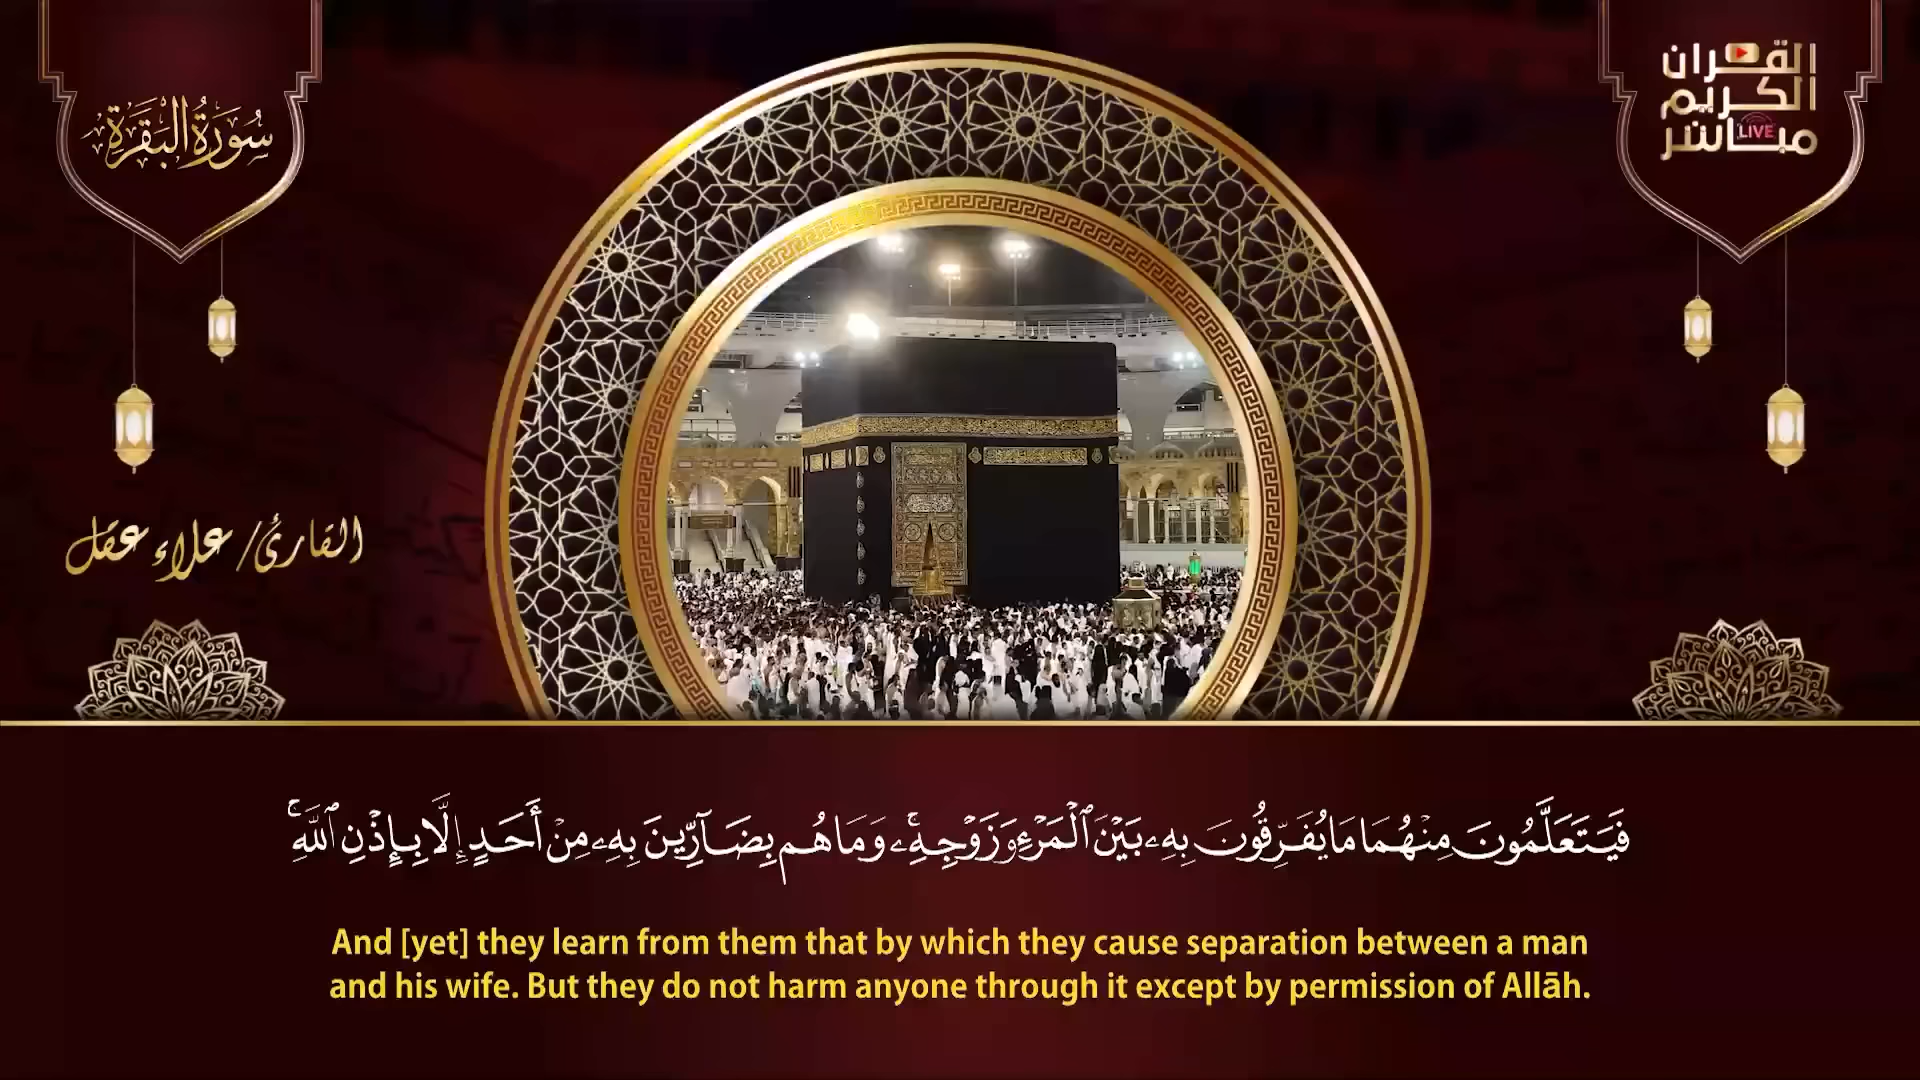 سُورَةُ البَقَرَةِ
القرآن
الكريم
مباشر
LIVE
القارئ/ علاء عقل
فَيَتَعَلَّمُونَ مِنْهُمَا مَا يُفَرِّقُونَ بِهِۦ بَيْنَ ٱلْمَرْءِ وَزَوْجِهِۦۚ وَمَا هُم بِضَآرِّينَ بِهِۦ مِنْ أَحَدٍ إِلَّا بِإِذْنِ ٱللَّهِۚ
And [yet] they learn from them that by which they cause separation between a man
and his wife. But they do not harm anyone through it except by permission of Allāh.